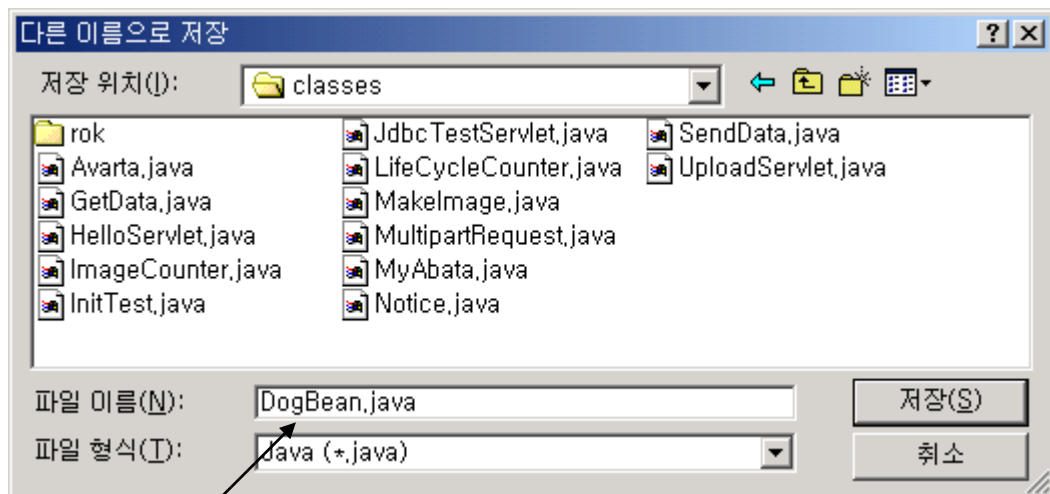 다른 이름으로 저장
저장 위치(I): classes
rok
Avarta.java
GetData.java
HelloServlet.java
ImageCounter.java
InitTest.java
JdbcTestServlet.java
LifeCycleCounter.java
MakeImage.java
MultipartRequest.java
MyAbata.java
Notice.java
SendData.java
UploadServlet.java
파일 이름(N): DogBean.java 저장(S)
파일 형식(T): Java (*.java) 취소